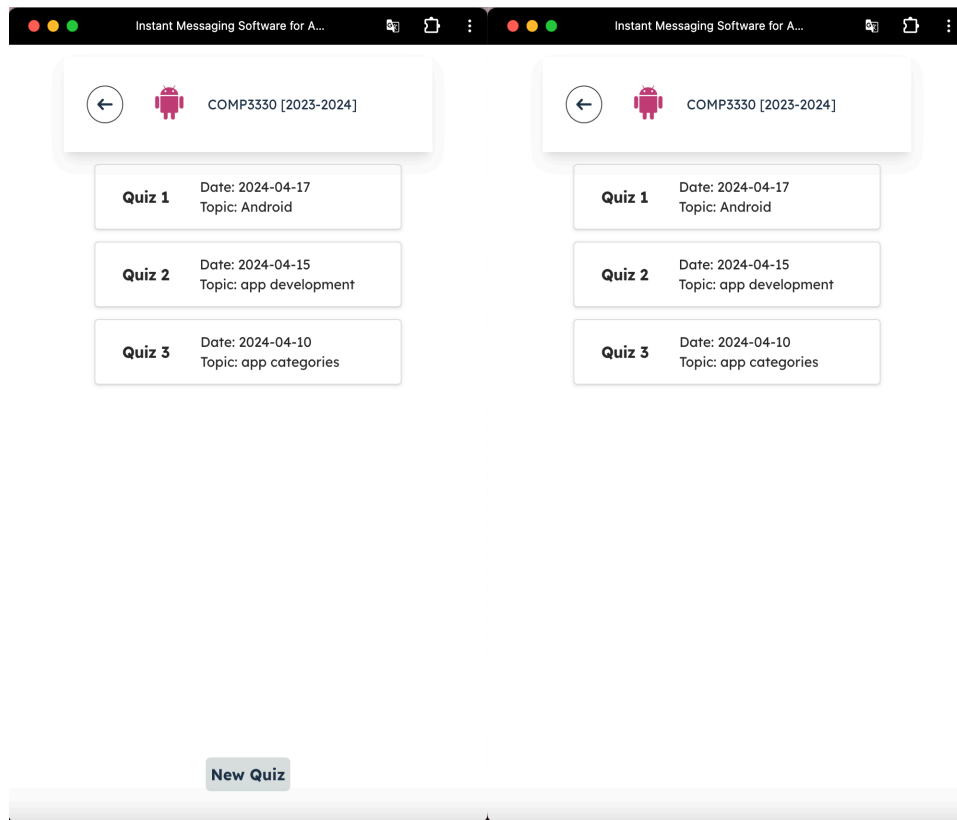 Instant Messaging Software for A...
COMP3330 [2023-2024]
Quiz 1
Date: 2024-04-17
Topic: Android
Quiz 2
Date: 2024-04-15
Topic: app development
Quiz 3
Date: 2024-04-10
Topic: app categories
New Quiz
Instant Messaging Software for A...
COMP3330 [2023-2024]
Quiz 1
Date: 2024-04-17
Topic: Android
Quiz 2
Date: 2024-04-15
Topic: app development
Quiz 3
Date: 2024-04-10
Topic: app categories